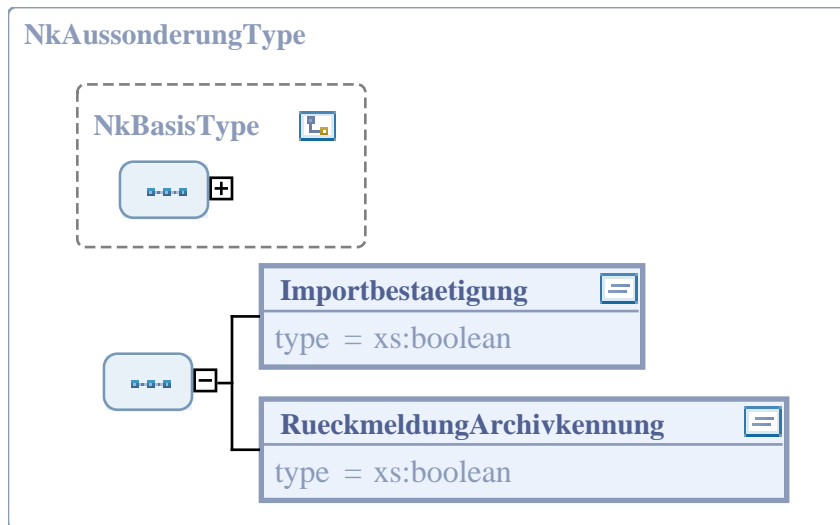 NkAussonderungType
NkBasisType
Importbestaetigung
type = xs:boolean
RueckmeldungArchivkennung
type = xs:boolean